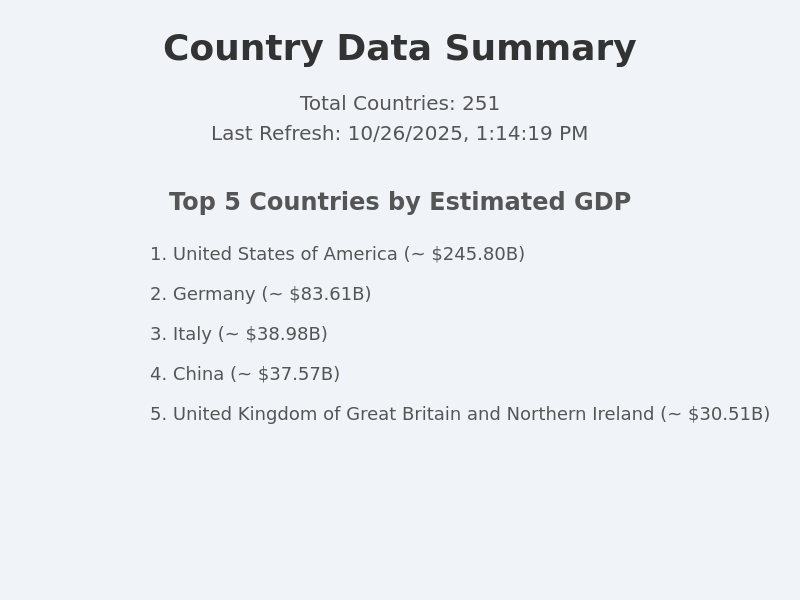 Country Data Summary
Total Countries: 251
Last Refresh: 10/26/2025, 1:14:19 PM
Top 5 Countries by Estimated GDP
1. United States of America (~ $245.80B)
2. Germany (~ $83.61B)
3. Italy (~ $38.98B)
4. China (~ $37.57B)
5. United Kingdom of Great Britain and Northern Ireland (~ $30.51B)